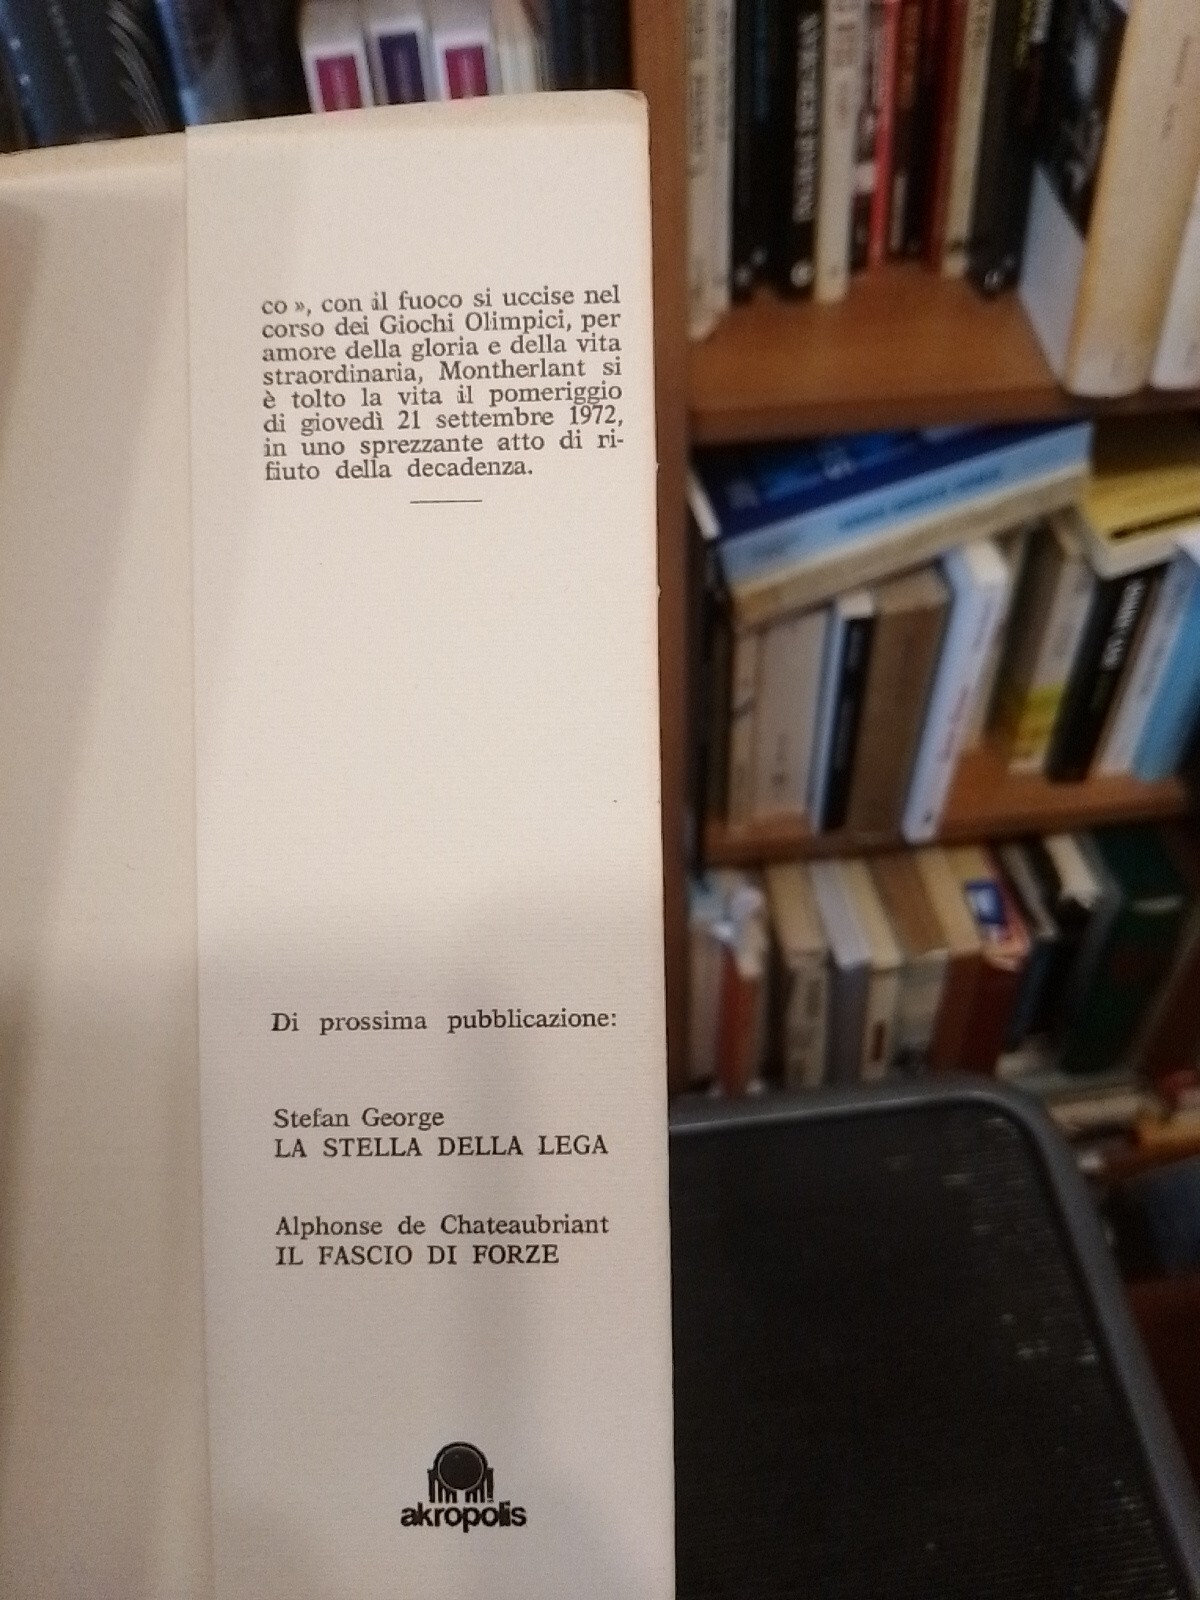 co », con il fuoco si uccise nel
corso dei Giochi Olimpici, per
amore della gloria e della vita
straordinaria, Montherlant si
è tolto la vita il pomeriggio
di giovedì 21 settembre 1972,
in uno sprezzante atto di ri-
fiuto della decadenza.
Di prossima pubblicazione:
Stefan George
LA STELLA DELLA LEGA
Alphonse de Chateaubriant
IL FASCIO DI FORZE
akropolis